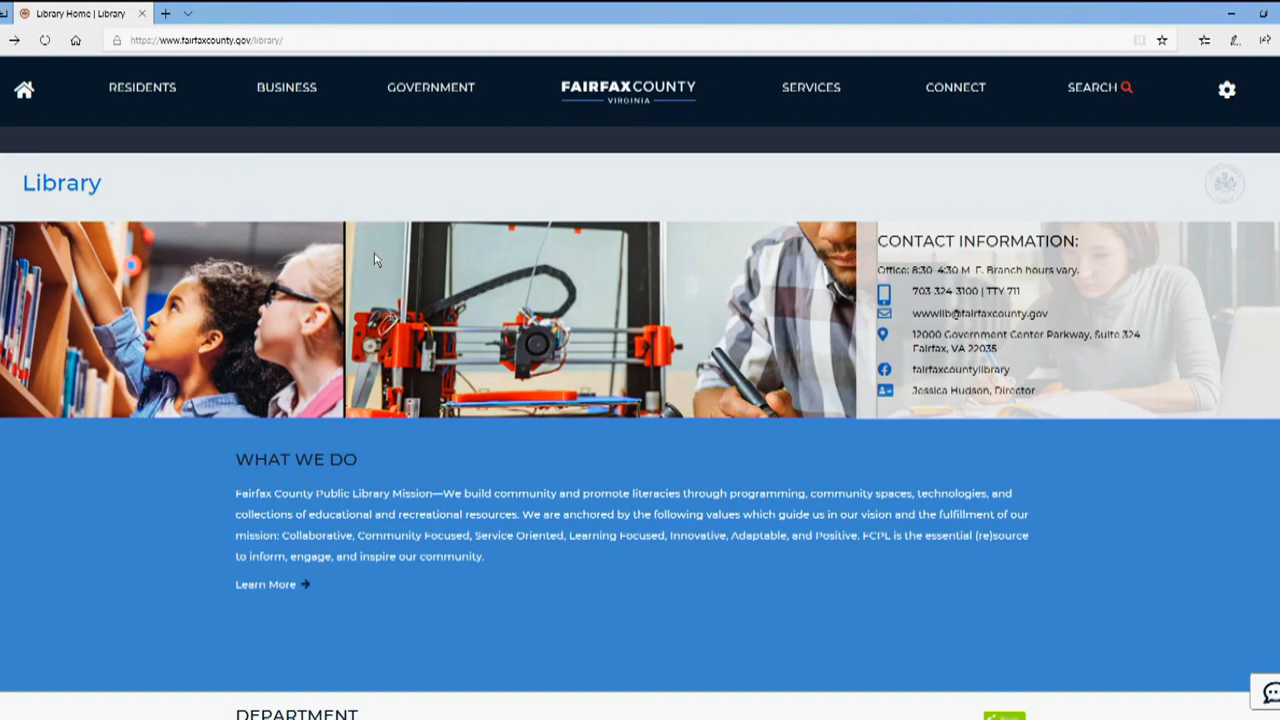 Library Home | Library
https://www.fairfaxcounty.gov/library/
RESIDENTS
BUSINESS
GOVERNMENT
FAIRFAX COUNTY
VIRGINIA
SERVICES
CONNECT
SEARCH
Library
CONTACT INFORMATION:
Office: 8:30-4:30 M-F. Branch hours vary.
703-324-3100 | TTY 711
wwwlib@fairfaxcounty.gov
12000 Government Center Parkway, Suite 324
Fairfax, VA 22035
fairfaxcountylibrary
Jessica Hudson, Director
WHAT WE DO
Fairfax County Public Library Mission—We build community and promote literacies through programming, community spaces, technologies, and
collections of educational and recreational resources. We are anchored by the following values which guide us in our vision and the fulfillment of our
mission: Collaborative, Community Focused, Service Oriented, Learning Focused, Innovative, Adaptable, and Positive. FCPL is the essential (re)source
to inform, engage, and inspire our community.
Learn More
DEPARTMENT